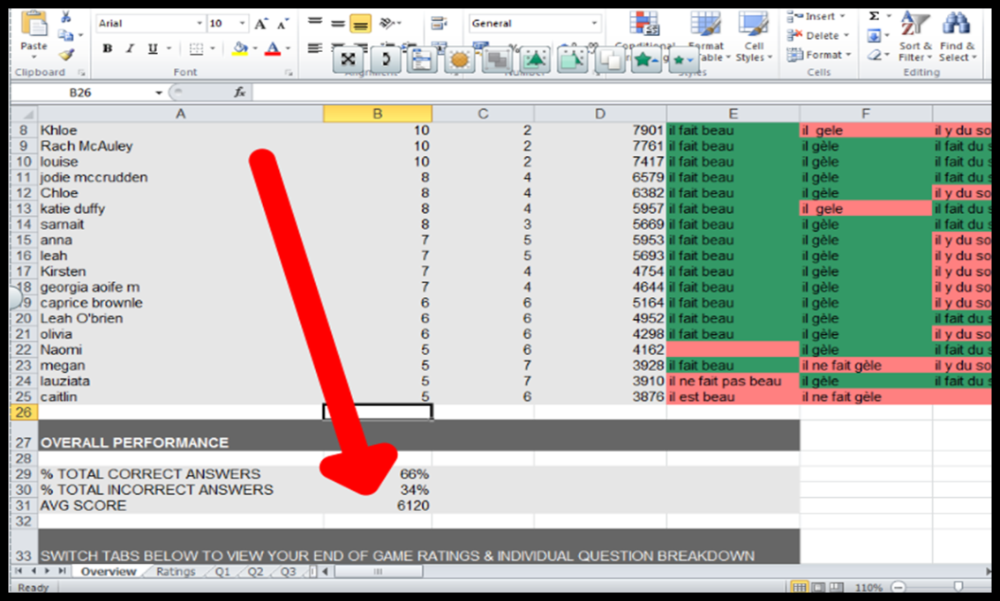 Arial 10 General Insert Σ
Paste Delete Sort & Find &
B I U A % Conditional Format Cell Format Filter Select
Table Styles
Clipboard Font Alignment Number Styles Cells Editing
B26 fx
A B C D E F
8 Khloe 10 2 7901 il fait beau il gele il y du so
9 Rach McAuley 10 2 7761 il fait beau il gèle il fait du s
10 louise 10 2 7417 il fait beau il gèle il fait du s
11 jodie mccrudden 8 4 6579 il fait beau il gèle il fait du s
12 Chloe 8 4 6382 il fait beau il gèle il y du so
13 katie duffy 8 4 5957 il fait beau il gele il fait du s
14 sarnait 8 3 5669 il fait beau il gèle il fait du s
15 anna 7 5 5953 il fait beau il gèle il y du so
16 leah 7 5 5693 il fait beau il gèle il y du so
17 Kirsten 7 4 4754 il fait beau il gèle il y du so
18 georgia aoife m 7 4 4644 il fait beau il gèle il y du so
19 caprice brownle 6 6 5164 il fait beau il gèle il y du so
20 Leah O'brien 6 6 4952 il fait beau il gèle il fait du s
21 olivia 6 6 4298 il fait beau il gèle il y du so
22 Naomi 5 6 4162 il gèle il fait du s
23 megan 5 7 3928 il fait beau il ne fait gèle il y du so
24 lauziata 5 7 3910 il ne fait pas beau il gèle il fait du s
25 caitlin 5 6 3876 il est beau il ne fait gèle
26
27 OVERALL PERFORMANCE
28
29 % TOTAL CORRECT ANSWERS 66%
30 % TOTAL INCORRECT ANSWERS 34%
31 AVG SCORE 6120
32
33 SWITCH TABS BELOW TO VIEW YOUR END OF GAME RATINGS & INDIVIDUAL QUESTION BREAKDOWN
Overview Ratings Q1 Q2 Q3
Ready 110%